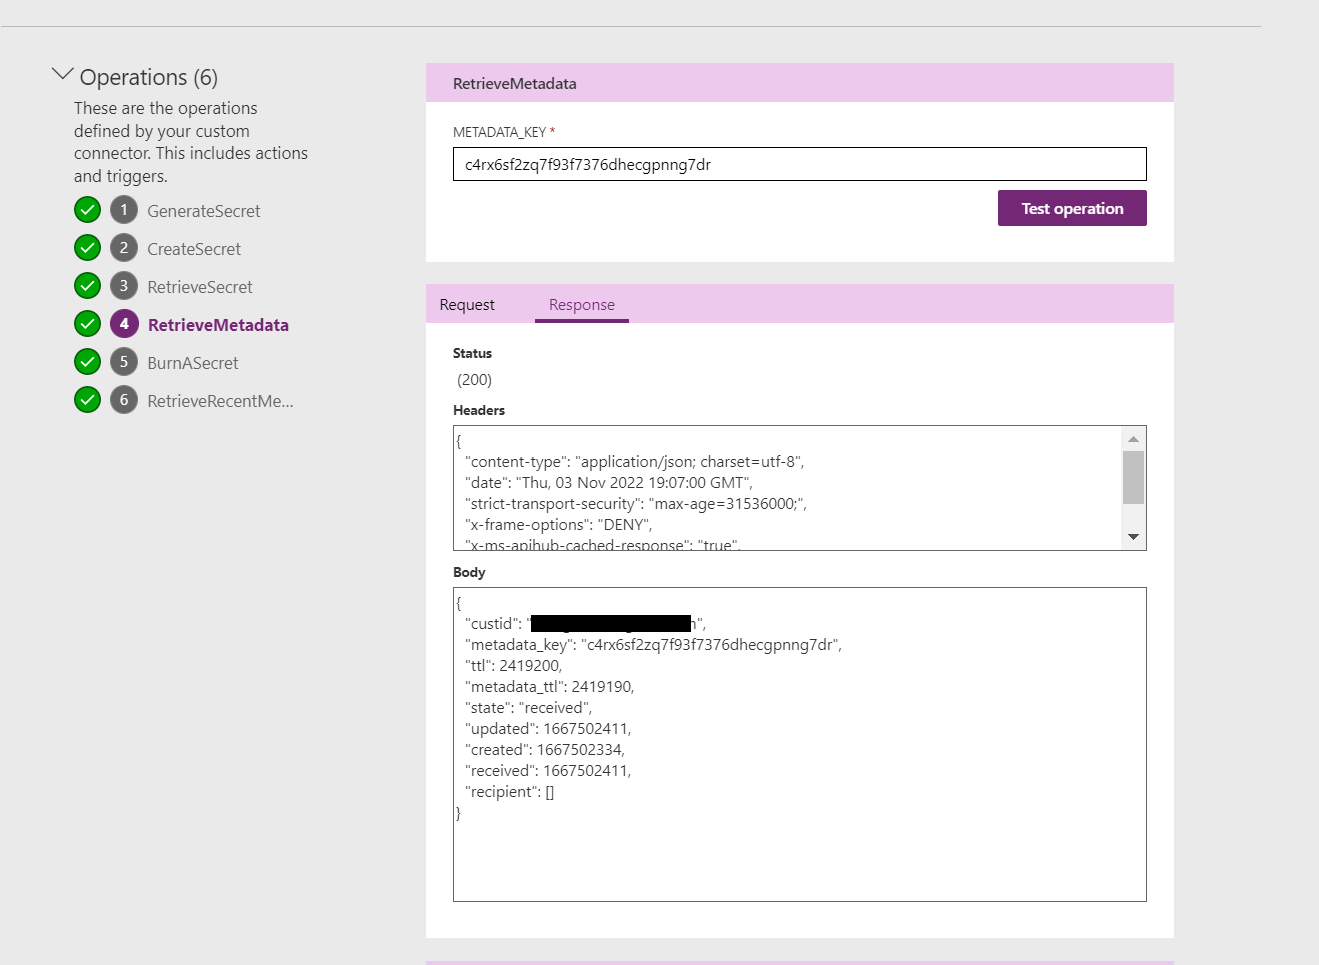 Operations (6)
These are the operations
defined by your custom
connector. This includes actions
and triggers.
1 GenerateSecret
2 CreateSecret
3 RetrieveSecret
4 RetrieveMetadata
5 BurnASecret
6 RetrieveRecentMe...
RetrieveMetadata
METADATA_KEY *
c4rx6sf2zq7f93f7376dhecgpnng7dr
Test operation
Request Response
Status
(200)
Headers
{
"content-type": "application/json; charset=utf-8",
"date": "Thu, 03 Nov 2022 19:07:00 GMT",
"strict-transport-security": "max-age=31536000;",
"x-frame-options": "DENY",
"x-ms-apihub-cached-response": "true",
Body
{
"custid": "n",
"metadata_key": "c4rx6sf2zq7f93f7376dhecgpnng7dr",
"ttl": 2419200,
"metadata_ttl": 2419190,
"state": "received",
"updated": 1667502411,
"created": 1667502334,
"received": 1667502411,
"recipient": []
}